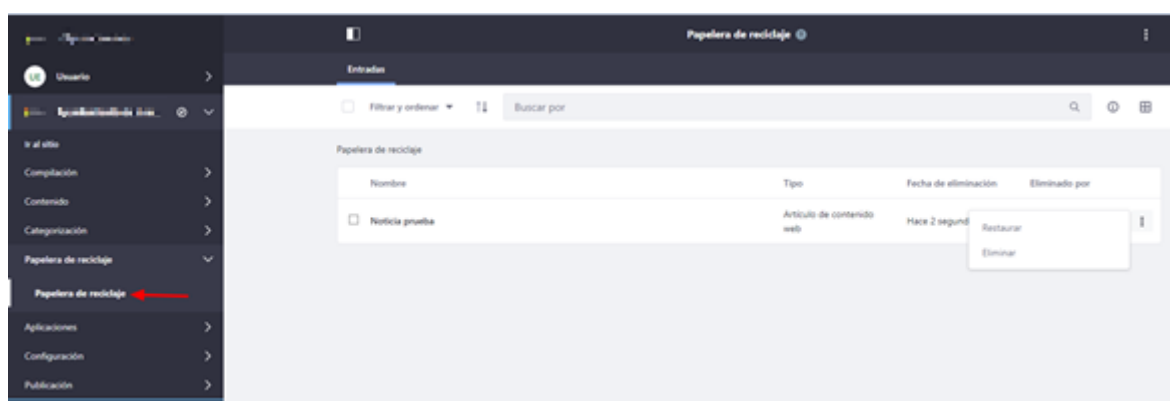 Papelera de reciclaje
UE Usuario
Entradas
Filtrar y ordenar
Buscar por
Ir al sitio
Papelera de reciclaje
Compilación
Nombre Tipo Fecha de eliminación Eliminado por
Contenido
Noticia prueba Artículo de contenido web Hace 2 segund
Restaurar
Categorización
Eliminar
Papelera de reciclaje
Papelera de reciclaje
Aplicaciones
Configuración
Publicación